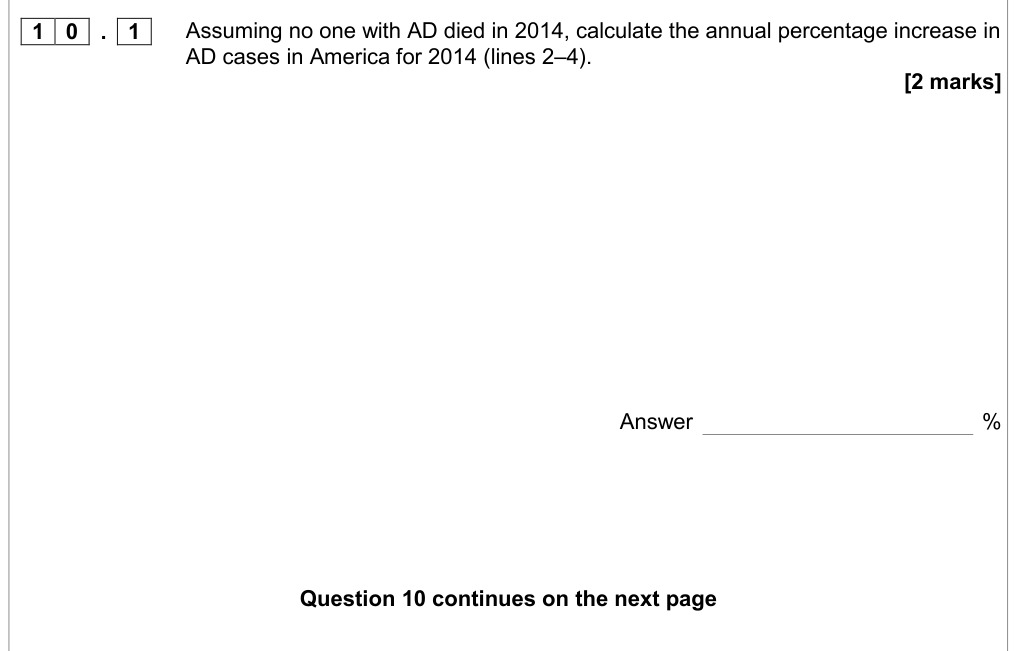 1 0 . 1 Assuming no one with AD died in 2014, calculate the annual percentage increase in
AD cases in America for 2014 (lines 2–4).
[2 marks]
Answer %
Question 10 continues on the next page